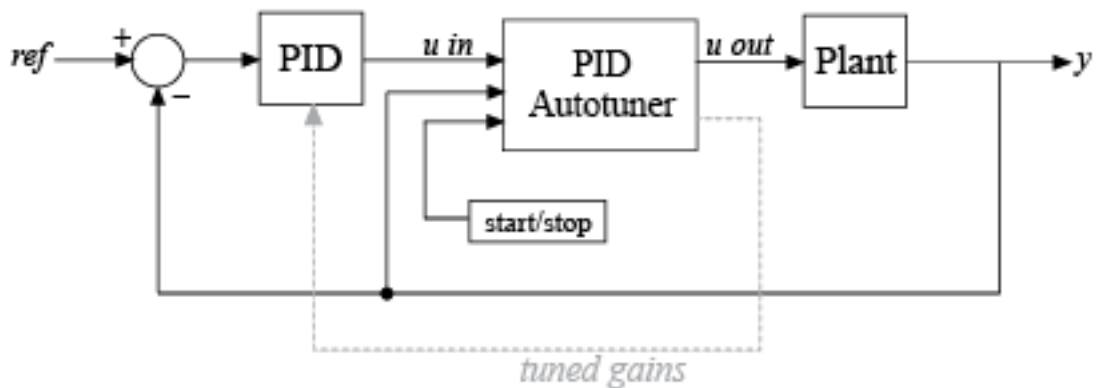 ref
+
−
PID
u in
PID
Autotuner
u out
Plant
y
start/stop
tuned gains